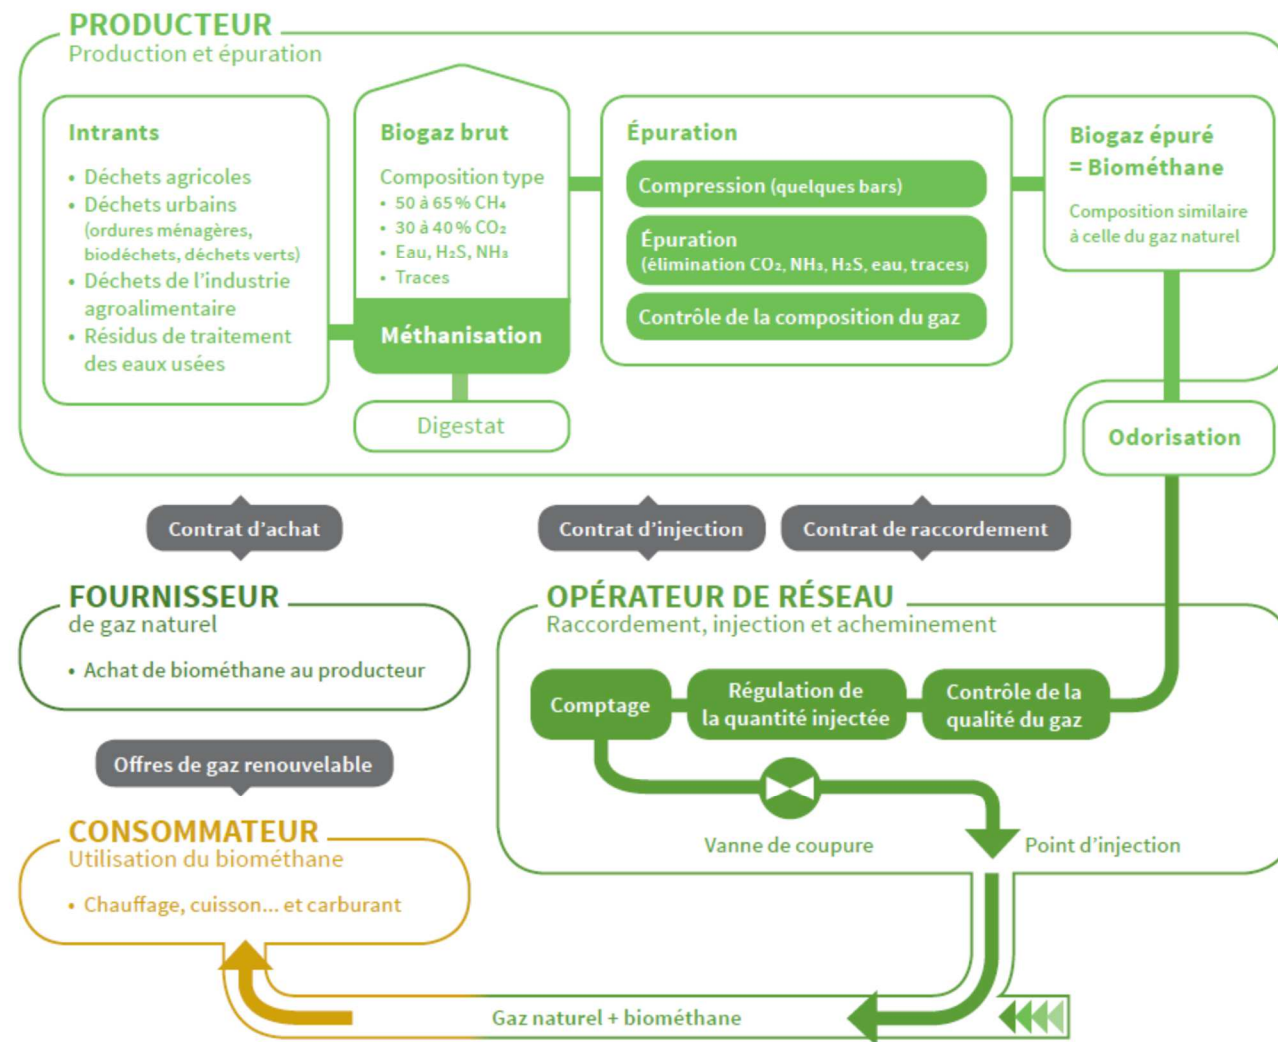 PRODUCTEUR
Production et épuration
Intrants
• Déchets agricoles
• Déchets urbains
(ordures ménagères,
biodéchets, déchets verts)
• Déchets de l'industrie
agroalimentaire
• Résidus de traitement
des eaux usées
Biogaz brut
Composition type
• 50 à 65 % CH₄
• 30 à 40 % CO₂
• Eau, H₂S, NH₃
• Traces
Méthanisation
Digestat
Épuration
Compression (quelques bars)
Épuration
(élimination CO₂, NH₃, H₂S, eau, traces)
Contrôle de la composition du gaz
Biogaz épuré
= Biométhane
Composition similaire
à celle du gaz naturel
Odorisation
Contrat d'achat
Contrat d'injection
Contrat de raccordement
FOURNISSEUR
de gaz naturel
• Achat de biométhane au producteur
OPÉRATEUR DE RÉSEAU
Raccordement, injection et acheminement
Comptage
Régulation de
la quantité injectée
Contrôle de la
qualité du gaz
Vanne de coupure
Point d'injection
Offres de gaz renouvelable
CONSOMMATEUR
Utilisation du biométhane
• Chauffage, cuisson... et carburant
Gaz naturel + biométhane